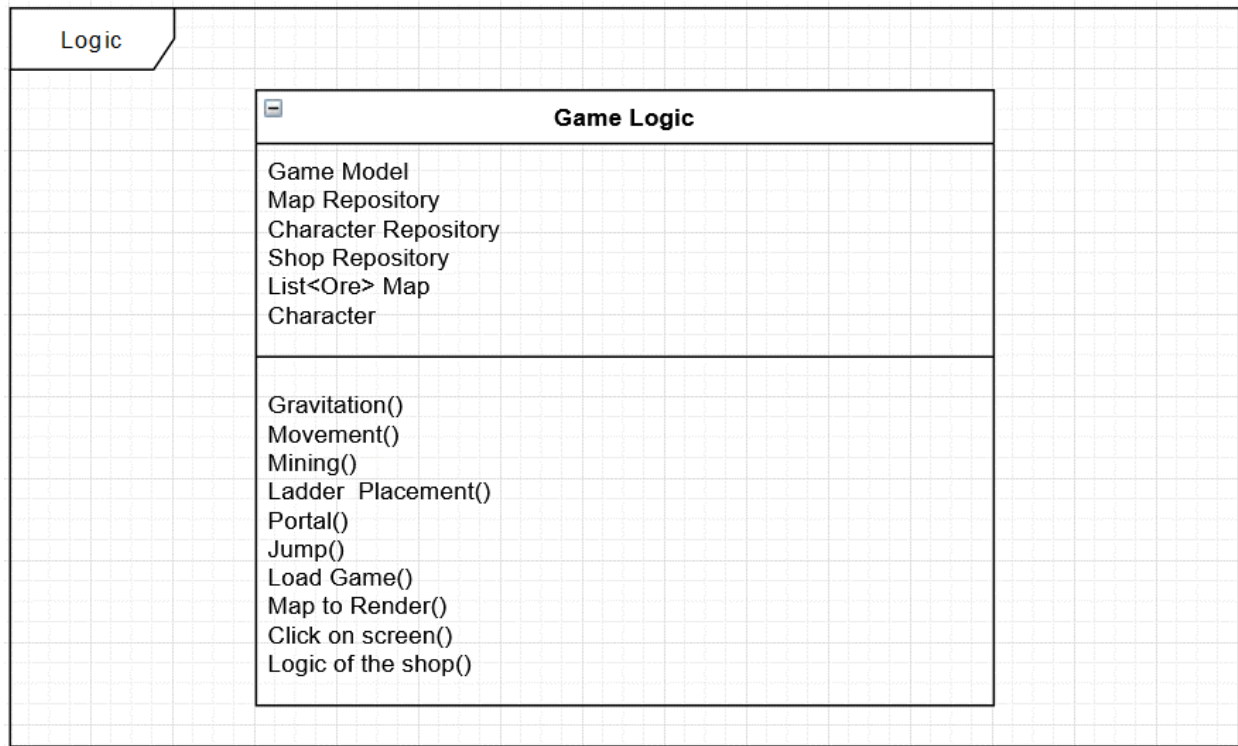 Logic
Game Logic
Game Model
Map Repository
Character Repository
Shop Repository
List<Ore> Map
Character
Gravitation()
Movement()
Mining()
Ladder  Placement()
Portal()
Jump()
Load Game()
Map to Render()
Click on screen()
Logic of the shop()